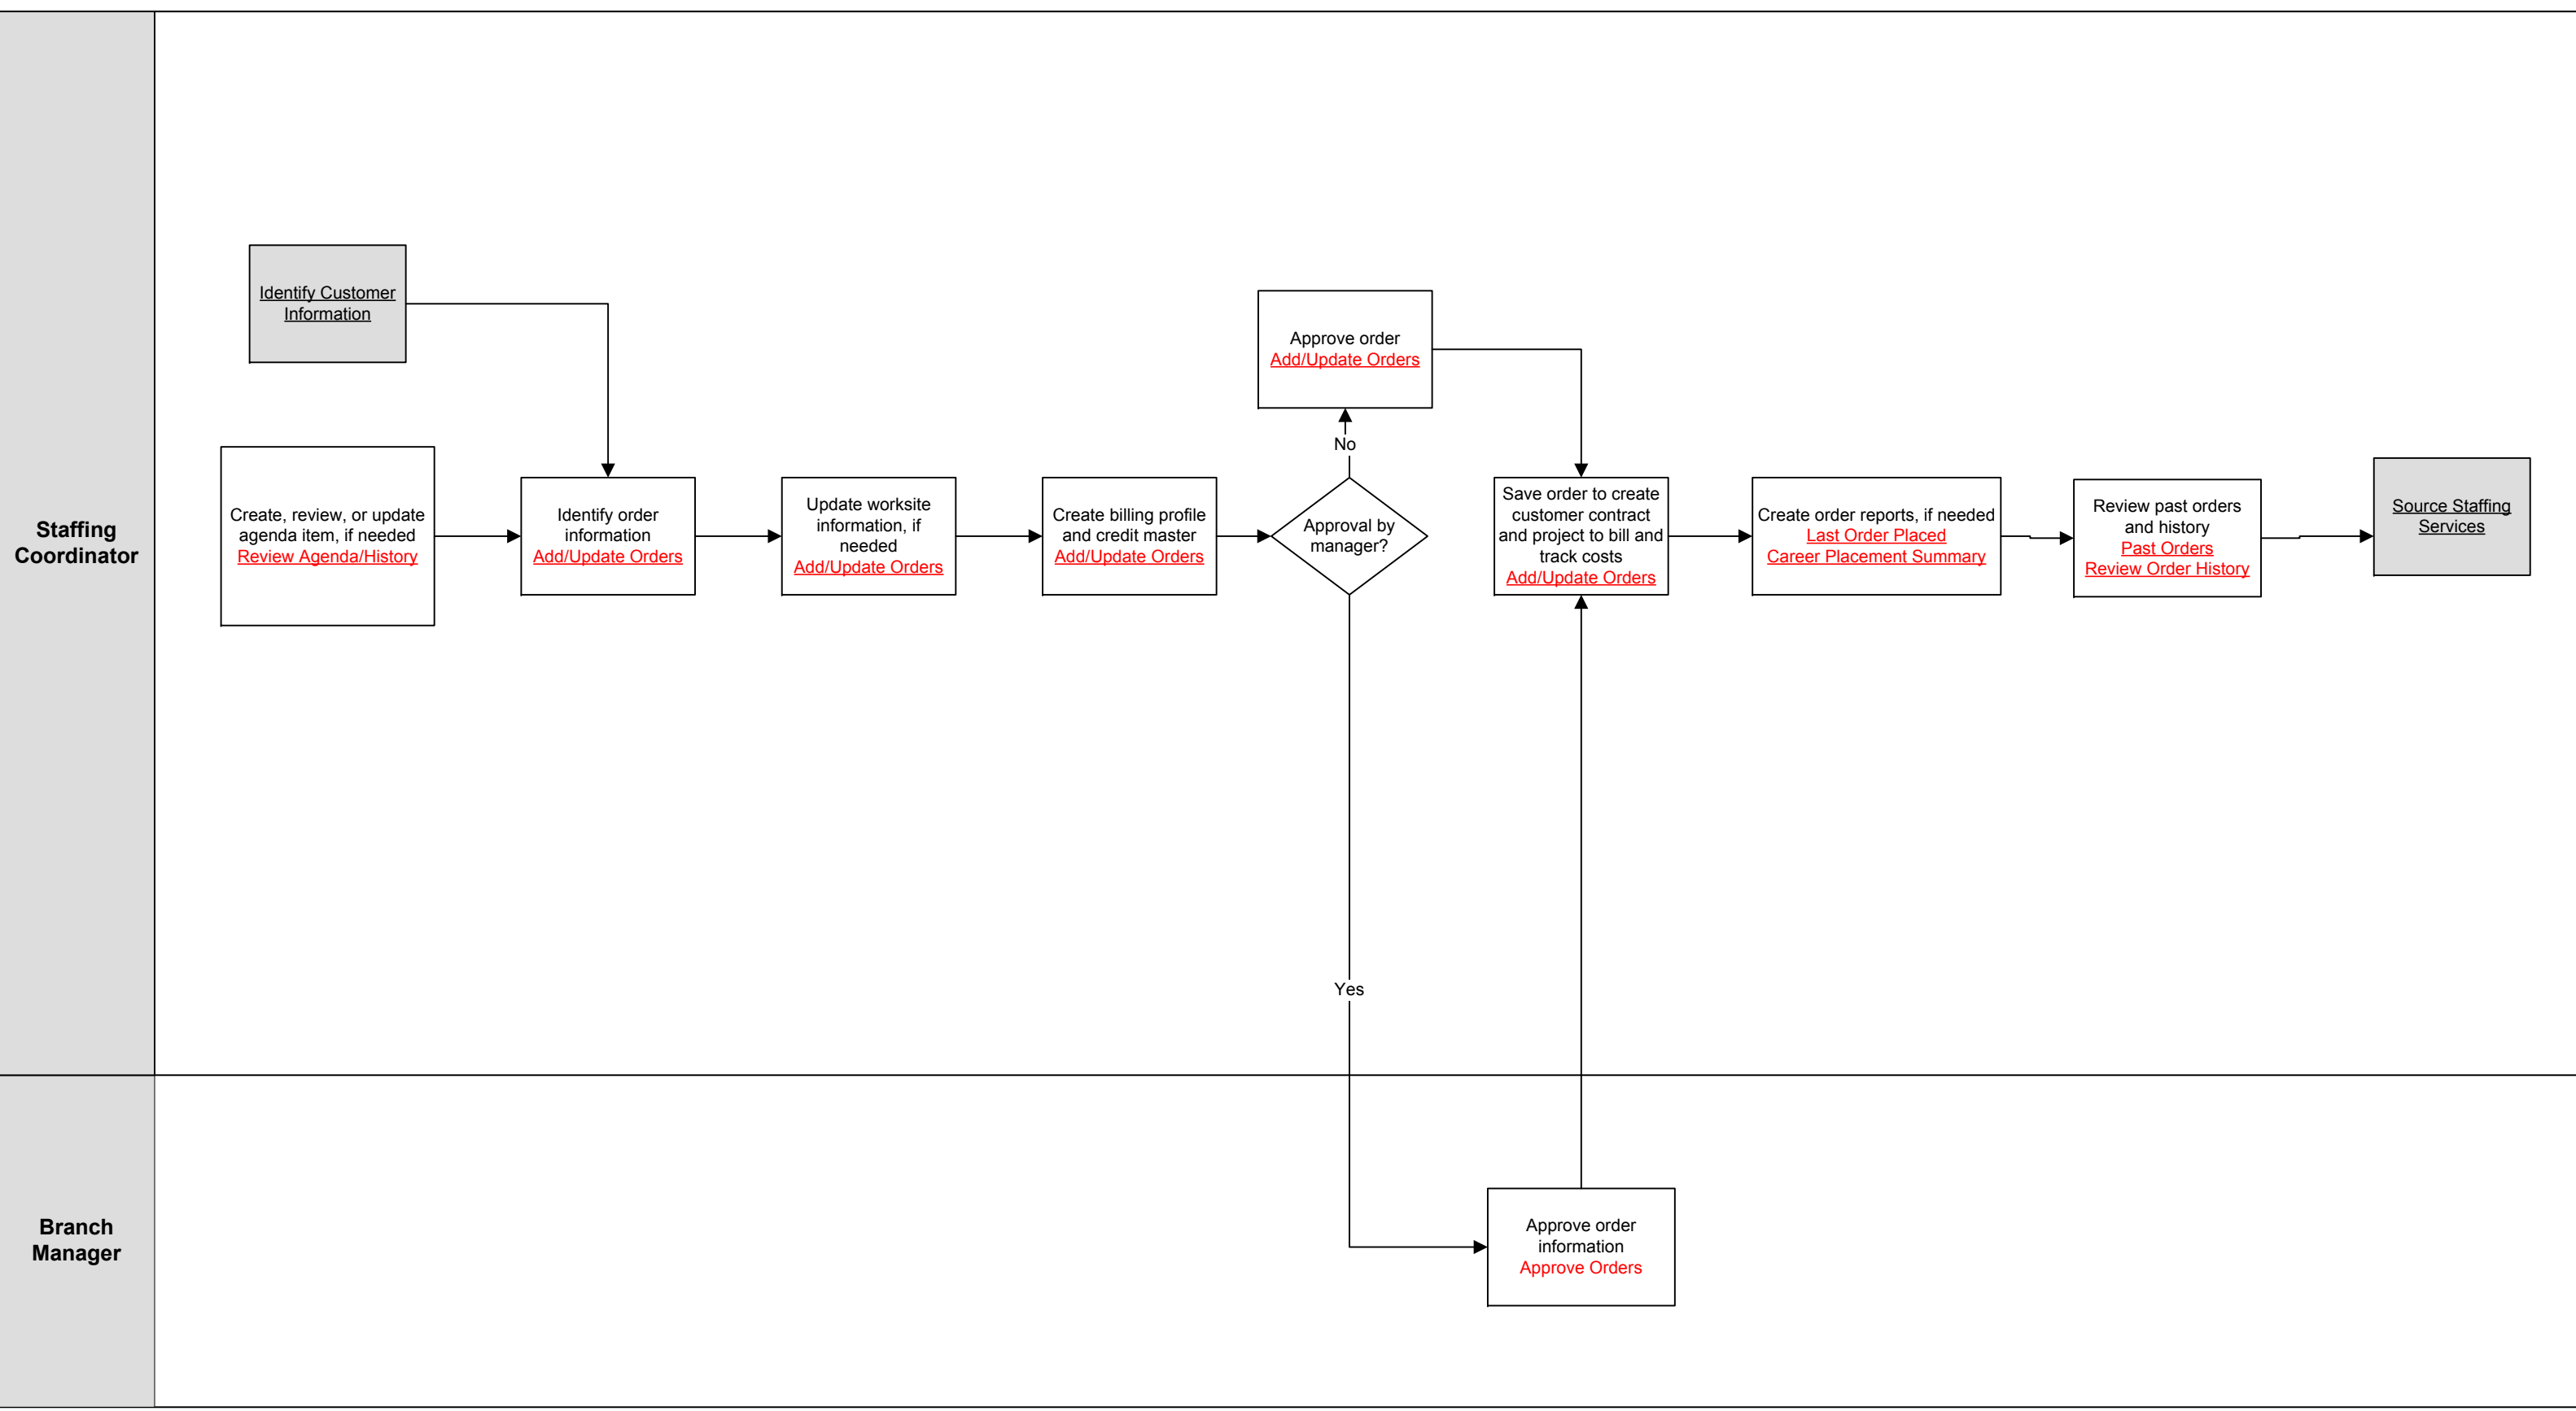 Staffing
Coordinator
Identify Customer
Information
Create, review, or update
agenda item, if needed
Review Agenda/History
Identify order
information
Add/Update Orders
Update worksite
information, if
needed
Add/Update Orders
Create billing profile
and credit master
Add/Update Orders
Approval by
manager?
No
Approve order
Add/Update Orders
Yes
Save order to create
customer contract
and project to bill and
track costs
Add/Update Orders
Create order reports, if needed
Last Order Placed
Career Placement Summary
Review past orders
and history
Past Orders
Review Order History
Source Staffing
Services
Branch
Manager
Approve order
information
Approve Orders